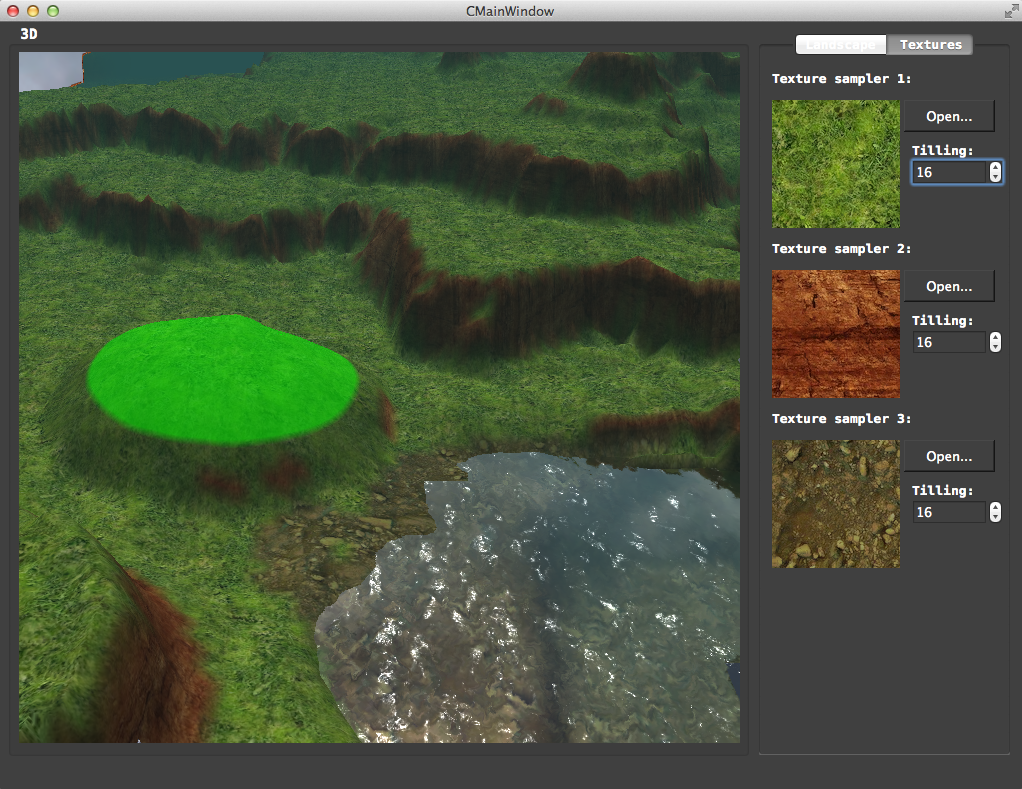 CMainWindow
3D
Landscape Textures
Texture sampler 1:
Open...
Tilling:
16
Texture sampler 2:
Open...
Tilling:
16
Texture sampler 3:
Open...
Tilling:
16